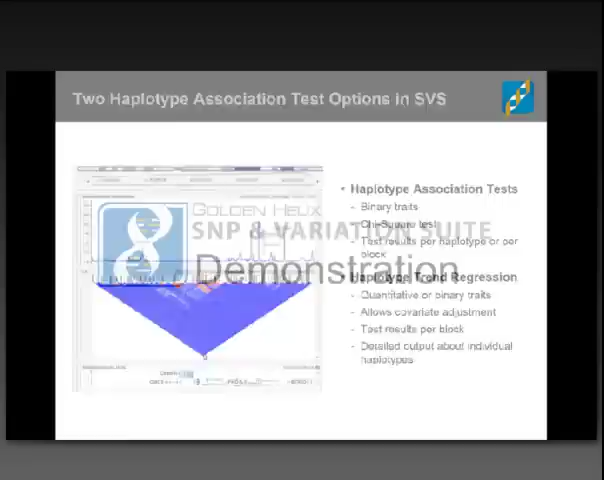 Two Haplotype Association Test Options in SVS
GOLDEN HELIX
SNP & VARIATION SUITE
Demonstration
• Haplotype Association Tests
- Binary traits
- Chi-Square test
- Test results per haplotype or per
block
• Haplotype Trend Regression
- Quantitative or binary traits
- Allows covariate adjustment
- Test results per block
- Detailed output about individual
haplotypes